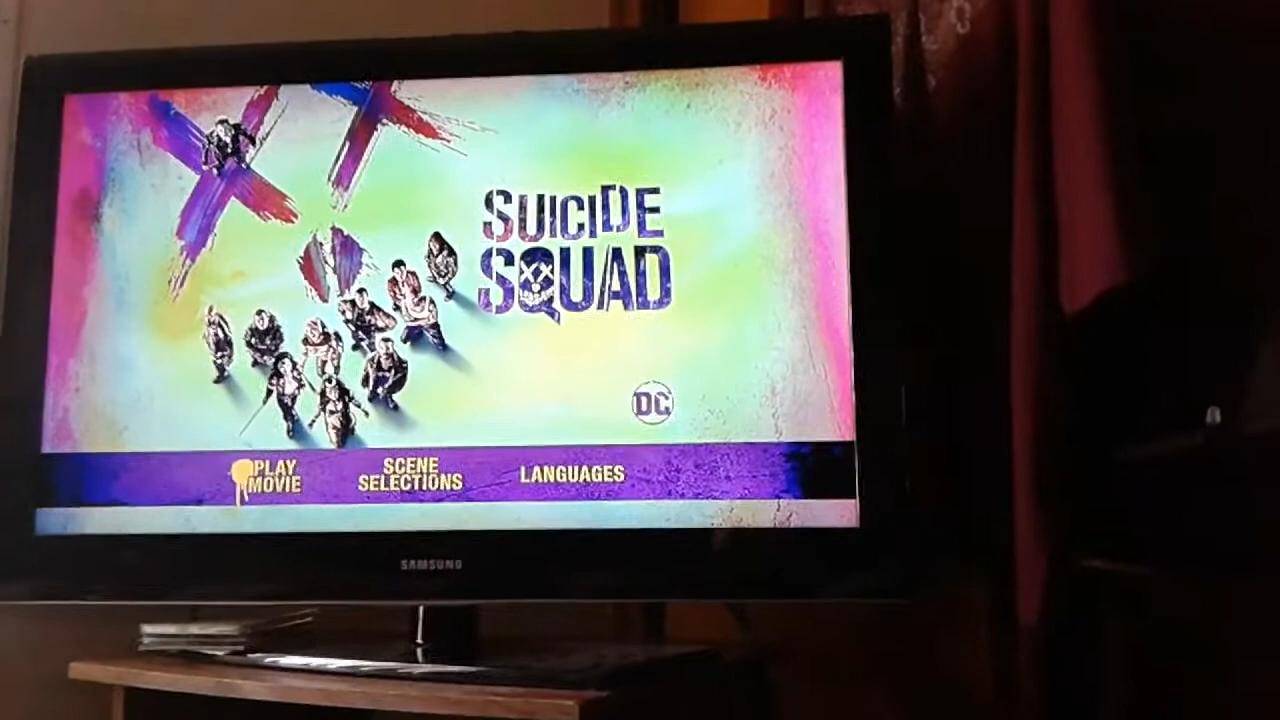 SUICIDE
SQUAD
DC
PLAY
MOVIE
SCENE
SELECTIONS
LANGUAGES
SAMSUNG